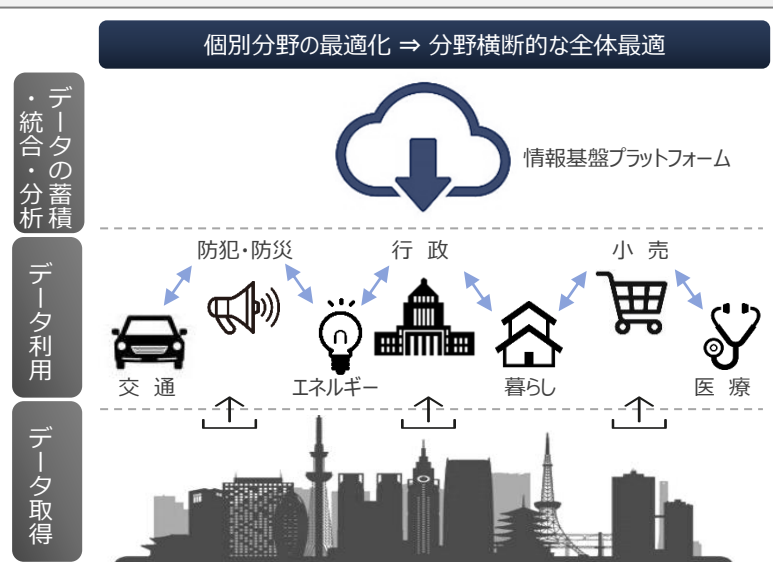 個別分野の最適化 ⇒ 分野横断的な全体最適
データの蓄積
・統合・分析
情報基盤プラットフォーム
データ利用
防犯・防災
行 政
小 売
交 通
エネルギー
暮らし
医 療
データ取得